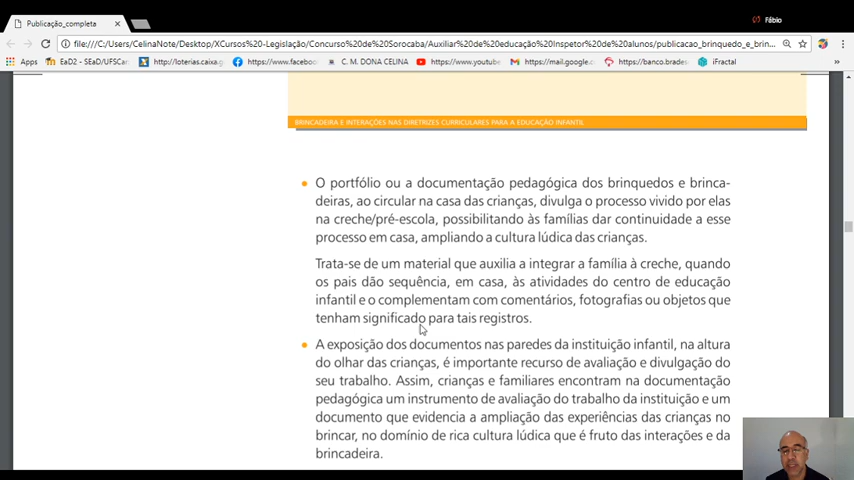 Publicação_completa
Fábio
file:///C:/Users/CelinaNote/Desktop/XCursos%20-Legislação/Concurso%20de%20Sorocaba/Auxiliar%20de%20educação%20Inspetor%20de%20alunos/publicacao_brinquedo_e_brin...
Apps EaD2 - SEaD/UFSCar http://loterias.caixa.g https://www.facebo C. M. DONA CELINA https://www.youtube https://mail.google.c https://banco.brades iFractal
BRINCADEIRA E INTERAÇÕES NAS DIRETRIZES CURRICULARES PARA A EDUCAÇÃO INFANTIL
• O portfólio ou a documentação pedagógica dos brinquedos e brinca-
deiras, ao circular na casa das crianças, divulga o processo vivido por elas
na creche/pré-escola, possibilitando às famílias dar continuidade a esse
processo em casa, ampliando a cultura lúdica das crianças.
Trata-se de um material que auxilia a integrar a família à creche, quando
os pais dão sequência, em casa, às atividades do centro de educação
infantil e o complementam com comentários, fotografias ou objetos que
tenham significado para tais registros.
• A exposição dos documentos nas paredes da instituição infantil, na altura
do olhar das crianças, é importante recurso de avaliação e divulgação do
seu trabalho. Assim, crianças e familiares encontram na documentação
pedagógica um instrumento de avaliação do trabalho da instituição e um
documento que evidencia a ampliação das experiências das crianças no
brincar, no domínio de rica cultura lúdica que é fruto das interações e da
brincadeira.